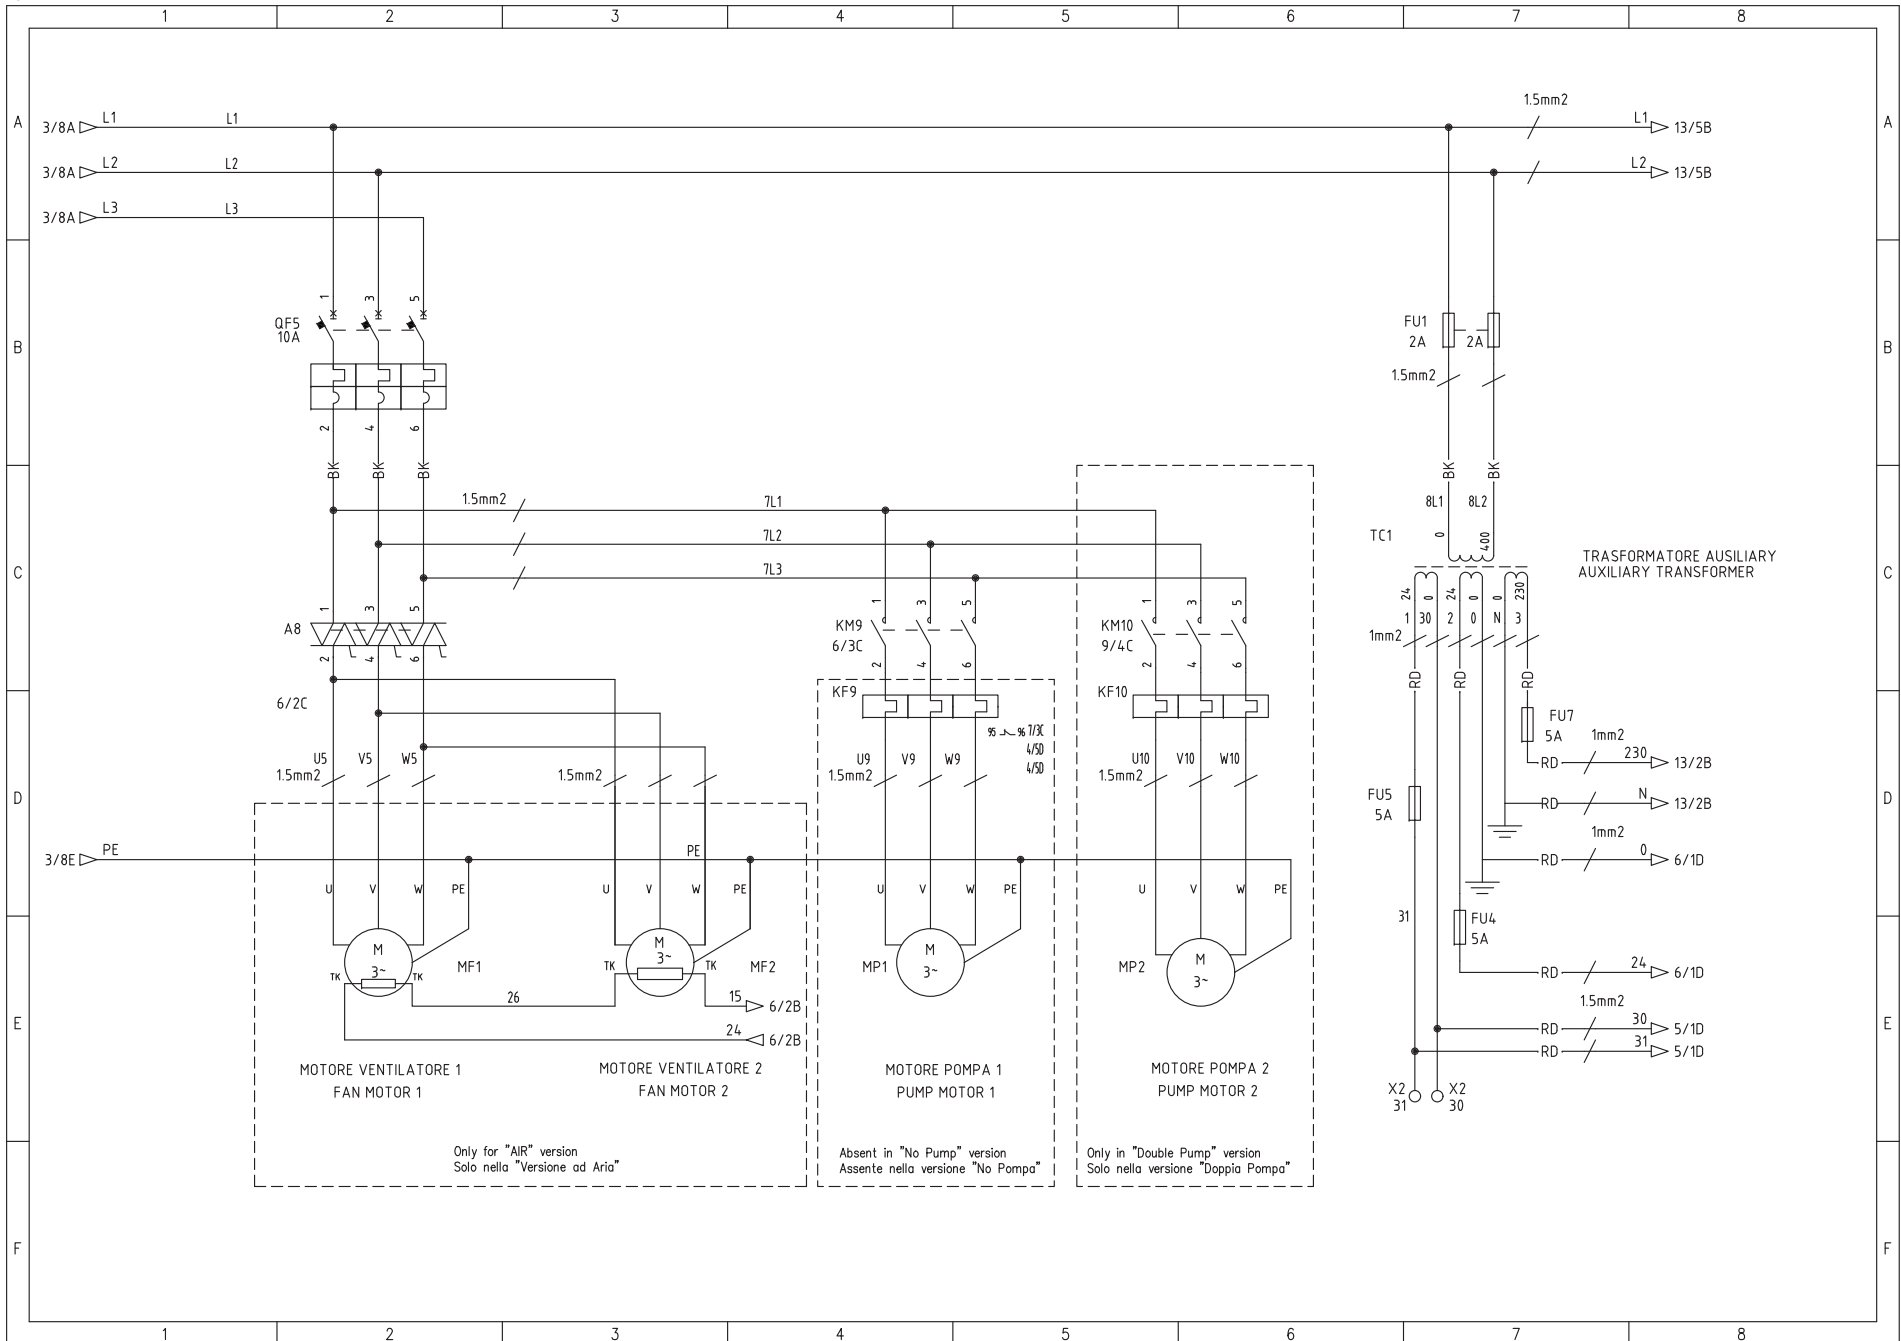 1 2 3 4 5 6 7 8
A A
3/8A L1 L1 1.5mm2 L1 13/5B
3/8A L2 L2 L2 13/5B
3/8A L3 L3
B B
1 3 5
QF5
10A
2 4 6
BK BK BK
FU1
2A 2A
1.5mm2
BK BK
8L1 8L2
C C
1.5mm2 7L1
7L2
7L3
TC1 0 400
TRASFORMATORE AUSILIARY
AUXILIARY TRANSFORMER
24 0 24 0 0 230
1 30 2 0 N 3
1mm2
RD RD RD
1 3 5
A8
2 4 6
6/2C
1 3 5
KM9
6/3C
2 4 6
KF9
95 96 7/3C
4/5D
4/5D
1 3 5
KM10
9/4C
2 4 6
KF10
D D
U5 V5 W5
1.5mm2
1.5mm2
U9 V9 W9
1.5mm2
U10 V10 W10
1.5mm2
FU7
5A
1mm2
RD 230 13/2B
FU5
5A
RD N 13/2B
1mm2
RD 0 6/1D
3/8E PE PE
U V W PE
U V W PE
U V W PE
U V W PE
31
FU4
5A
RD 24 6/1D
E E
M
3~
TK TK
MF1
M
3~
TK TK
MF2
MP1
M
3~
MP2
M
3~
26
15 6/2B
24 6/2B
1.5mm2
RD 30 5/1D
RD 31 5/1D
X2
31
X2
30
MOTORE VENTILATORE 1
FAN MOTOR 1
MOTORE VENTILATORE 2
FAN MOTOR 2
MOTORE POMPA 1
PUMP MOTOR 1
MOTORE POMPA 2
PUMP MOTOR 2
Only for "AIR" version
Solo nella "Versione ad Aria"
Absent in "No Pump" version
Assente nella versione "No Pompa"
Only in "Double Pump" version
Solo nella versione "Doppia Pompa"
F F
1 2 3 4 5 6 7 8